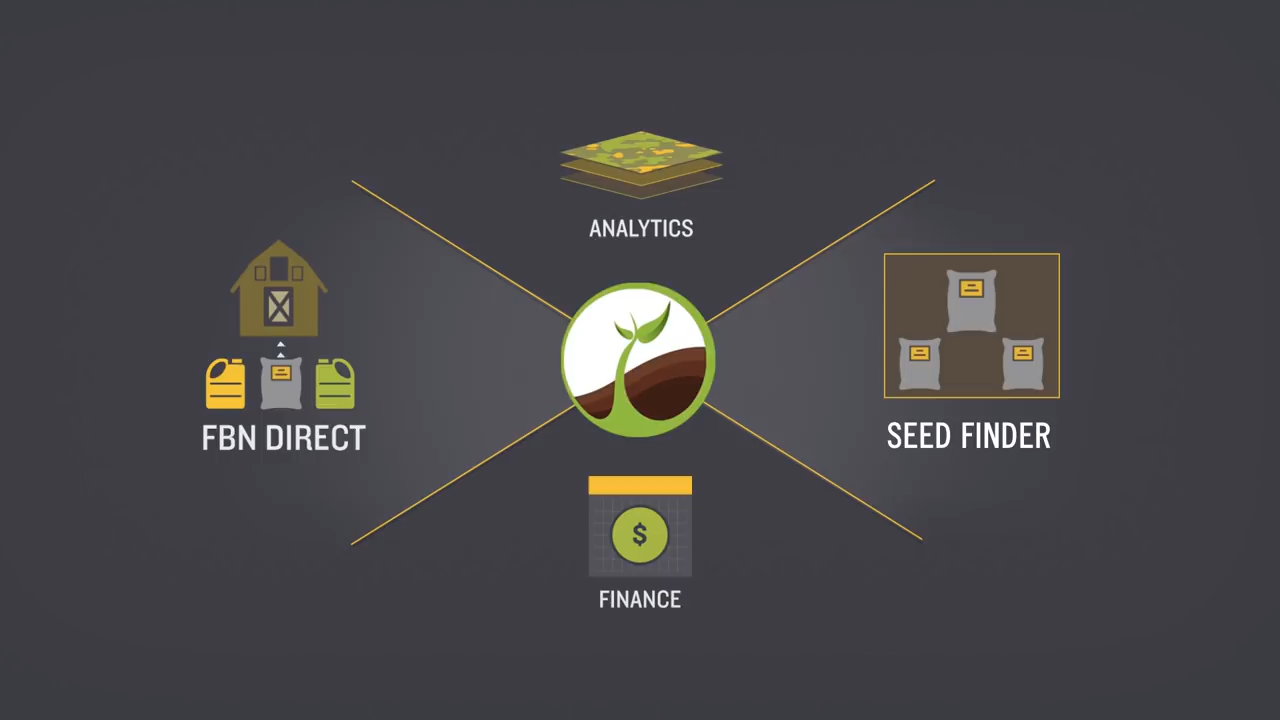 ANALYTICS
FBN DIRECT
SEED FINDER
$
FINANCE